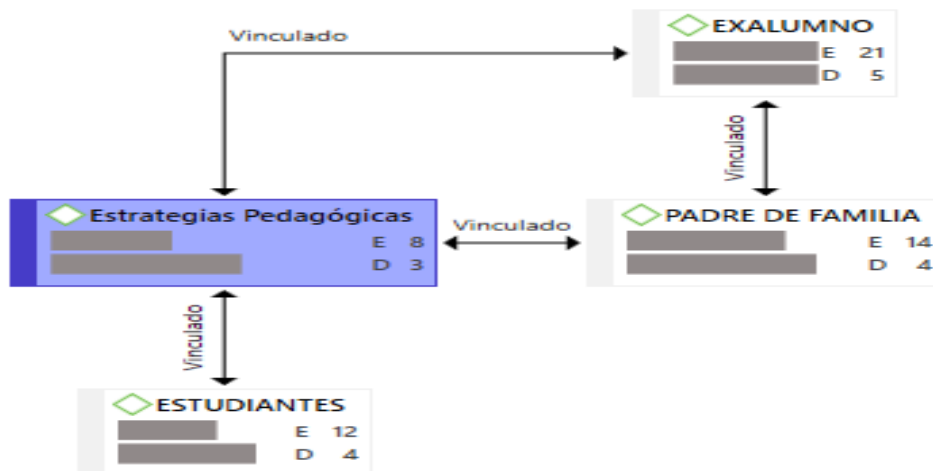 EXALUMNO
E 21
D 5
Vinculado
Vinculado
Estrategias Pedagógicas
E 8
D 3
Vinculado
PADRE DE FAMILIA
E 14
D 4
Vinculado
ESTUDIANTES
E 12
D 4